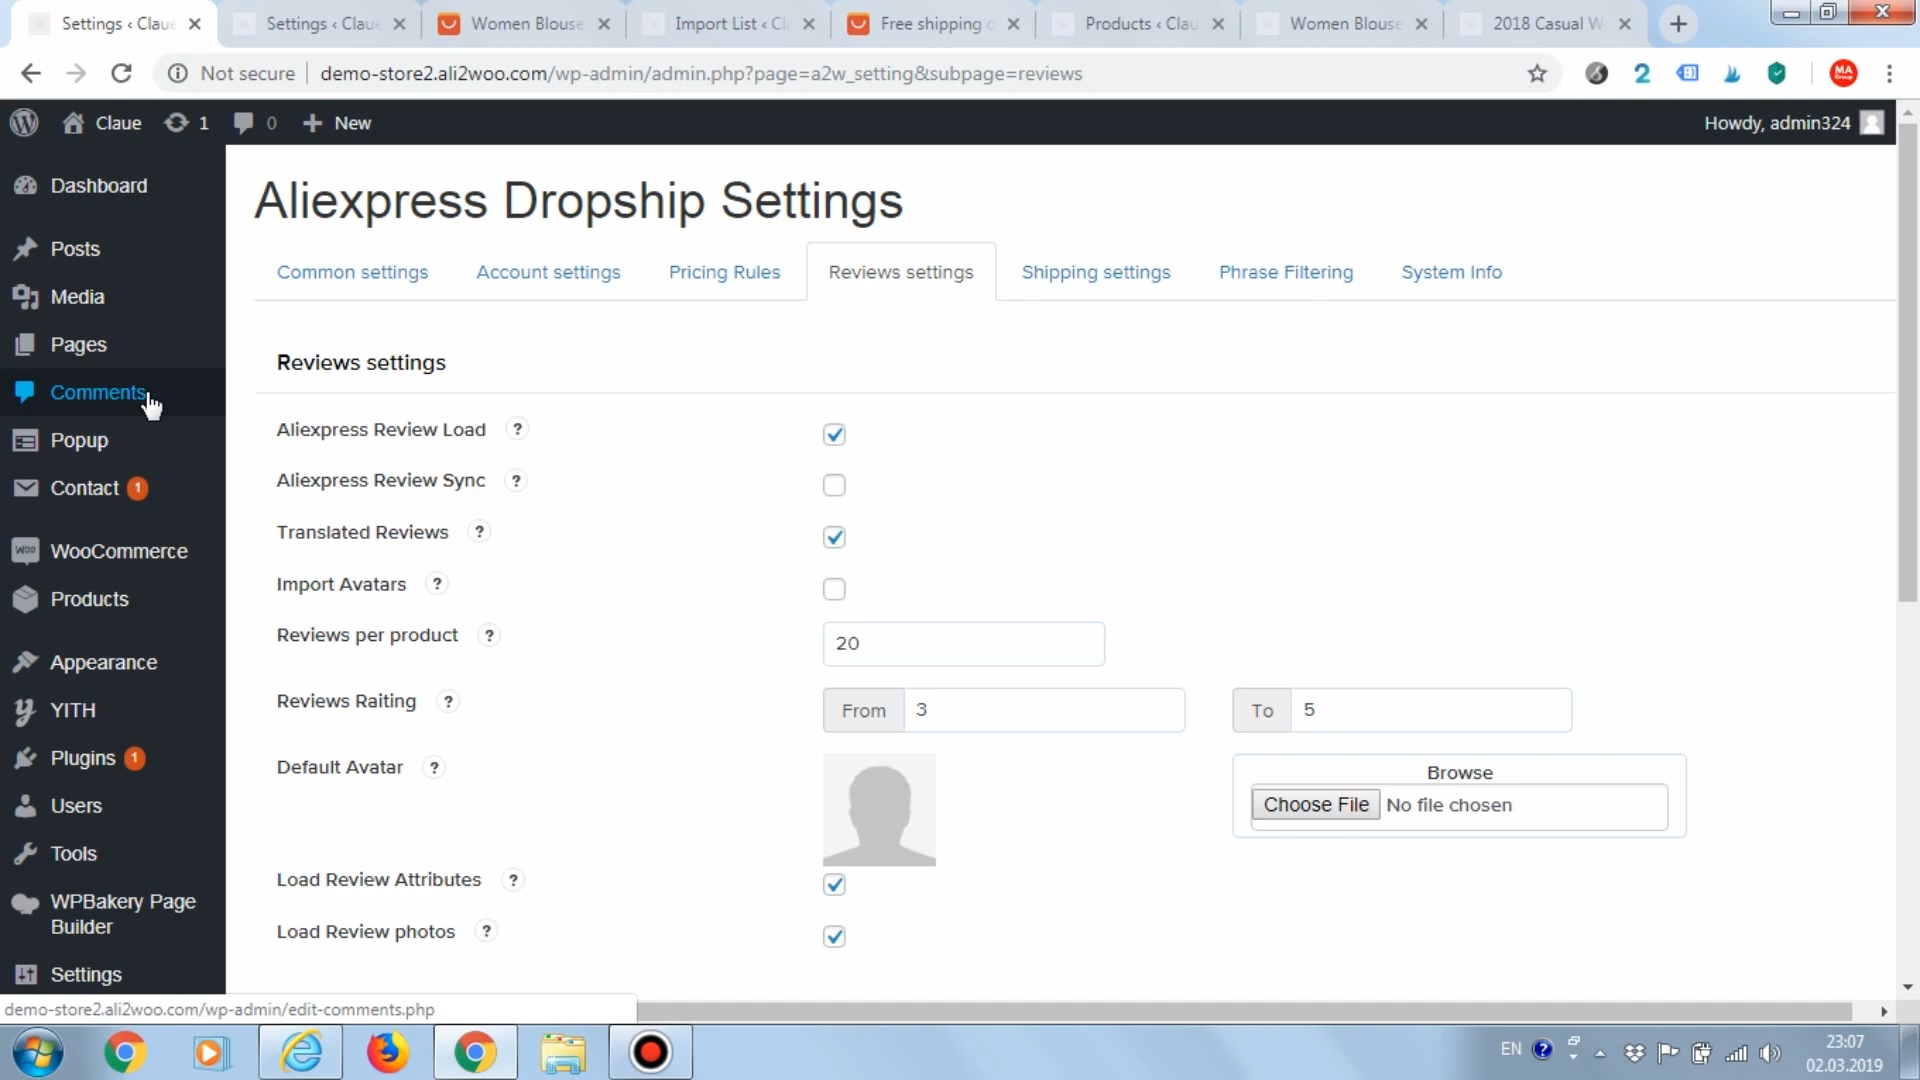 Settings ‹ Claue
Settings ‹ Claue
Women Blouse
Import List ‹ Cl
Free shipping o
Products ‹ Clau
Women Blouse
2018 Casual W
Not secure
demo-store2.ali2woo.com/wp-admin/admin.php?page=a2w_setting&subpage=reviews
2
MA
Group
Claue
1
0
New
Howdy, admin324
Dashboard
Posts
Media
Pages
Comments
Popup
Contact 1
WooCommerce
Products
Appearance
YITH
Plugins 1
Users
Tools
WPBakery Page
Builder
Settings
Aliexpress Dropship Settings
Common settings
Account settings
Pricing Rules
Reviews settings
Shipping settings
Phrase Filtering
System Info
Reviews settings
Aliexpress Review Load ?
Aliexpress Review Sync ?
Translated Reviews ?
Import Avatars ?
Reviews per product ?
20
Reviews Raiting ?
From 3
To 5
Default Avatar ?
Browse
Choose File No file chosen
Load Review Attributes ?
Load Review photos ?
demo-store2.ali2woo.com/wp-admin/edit-comments.php
EN
23:07
02.03.2019